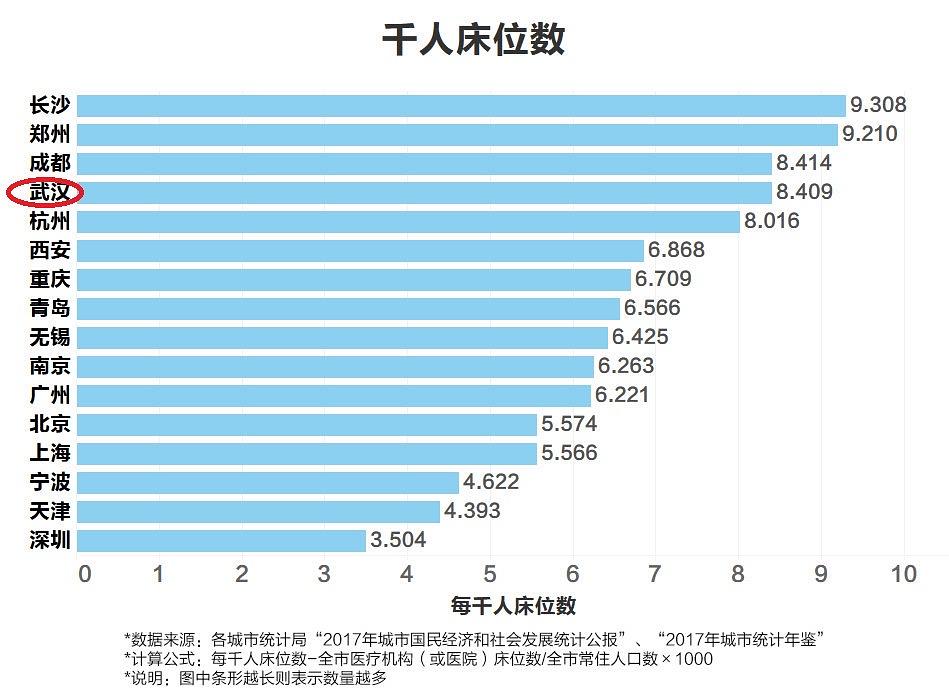 千人床位数
长沙 9.308
郑州 9.210
成都 8.414
武汉 8.409
杭州 8.016
西安 6.868
重庆 6.709
青岛 6.566
无锡 6.425
南京 6.263
广州 6.221
北京 5.574
上海 5.566
宁波 4.622
天津 4.393
深圳 3.504
0 1 2 3 4 5 6 7 8 9 10
每千人床位数
*数据来源：各城市统计局“2017年城市国民经济和社会发展统计公报”、“2017年城市统计年鉴”
*计算公式：每千人床位数–全市医疗机构（或医院）床位数/全市常住人口数×1000
*说明：图中条形越长则表示数量越多